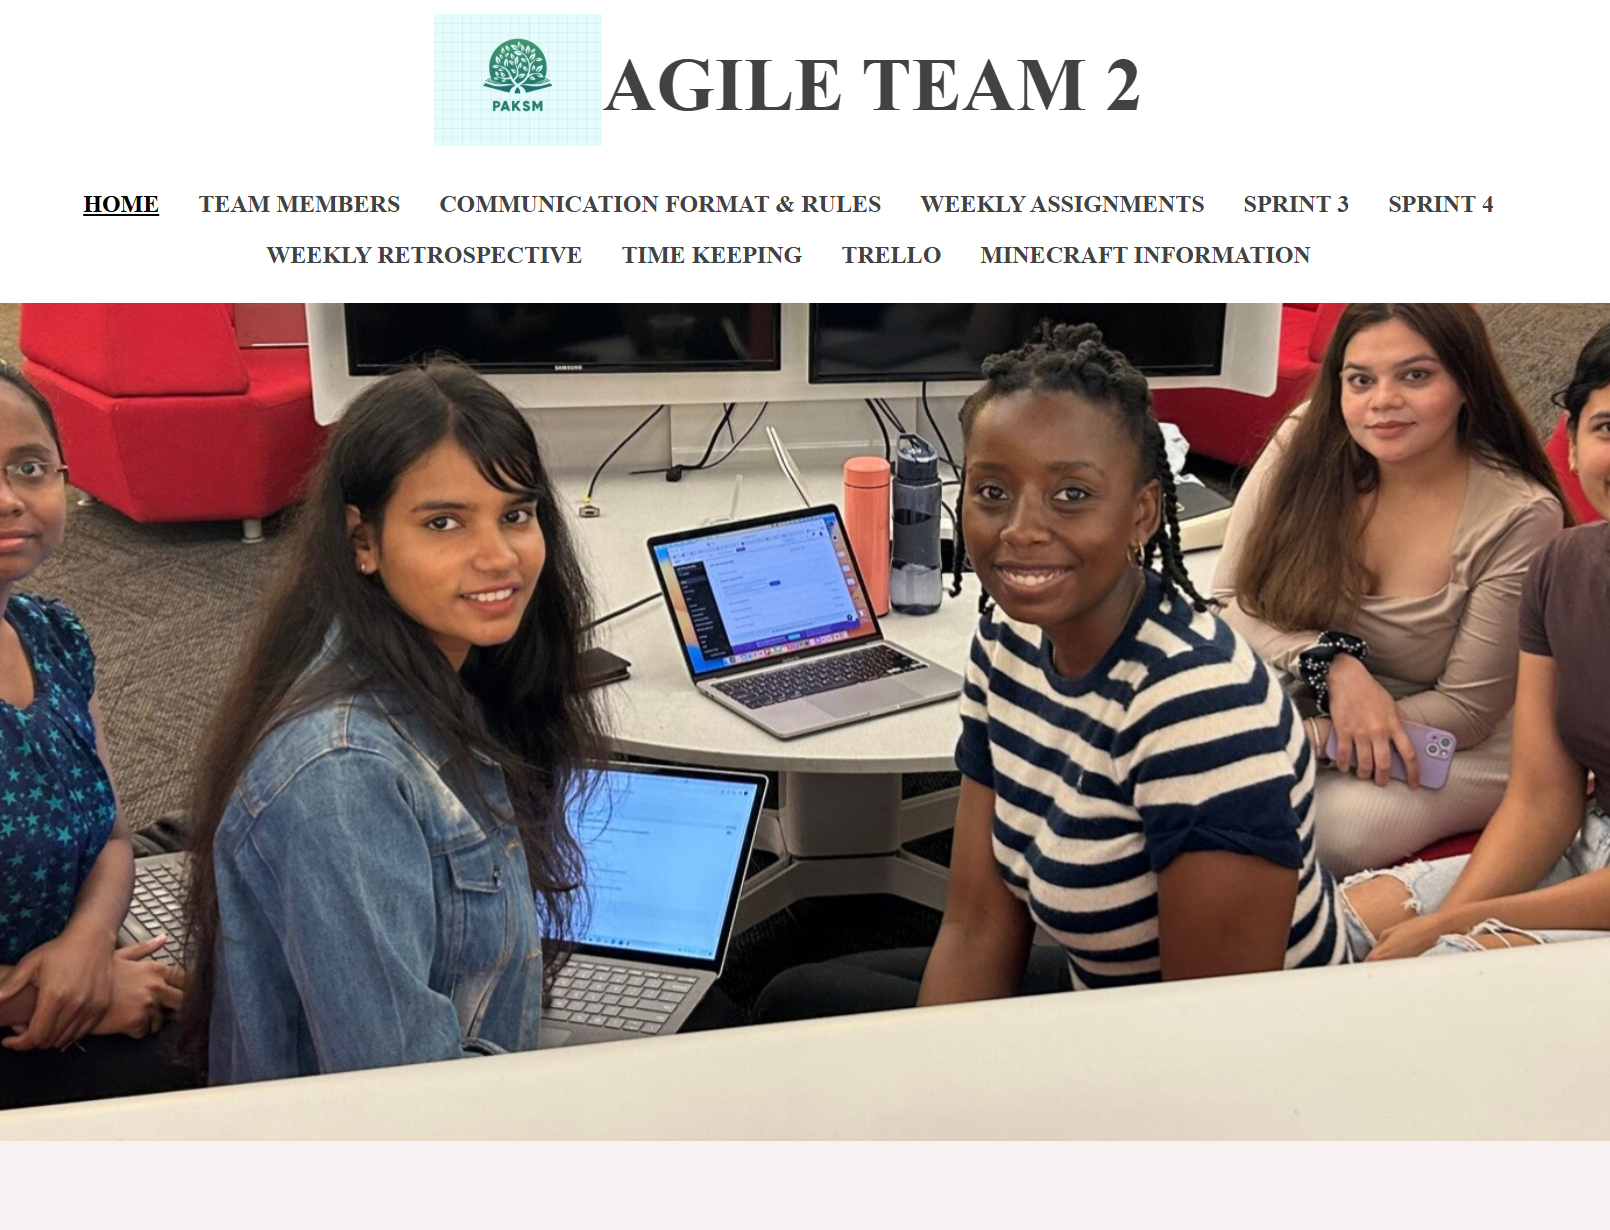 PAKSM
AGILE TEAM 2
HOME TEAM MEMBERS COMMUNICATION FORMAT & RULES WEEKLY ASSIGNMENTS SPRINT 3 SPRINT 4
WEEKLY RETROSPECTIVE TIME KEEPING TRELLO MINECRAFT INFORMATION
SAMSUNG